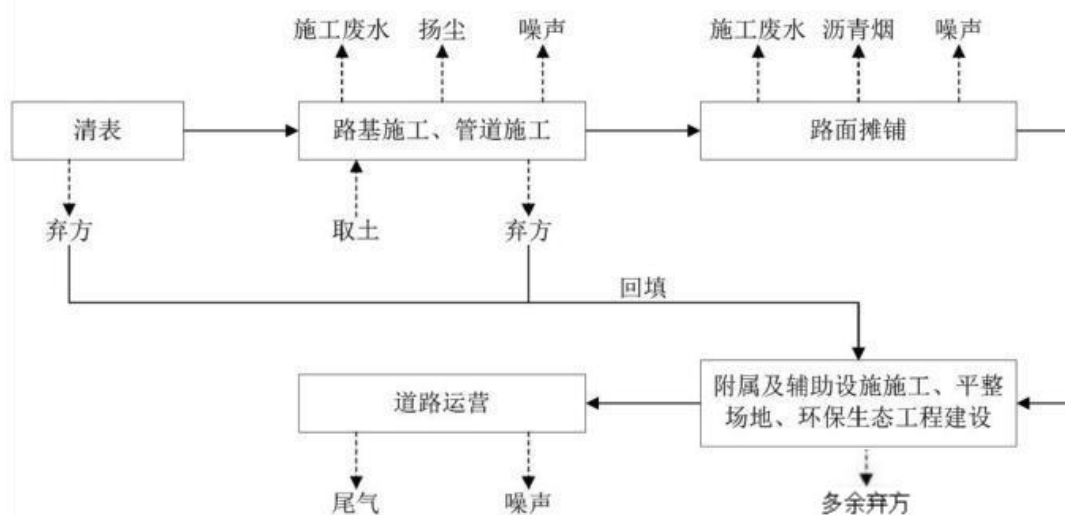 施工废水 扬尘 噪声 施工废水 沥青烟 噪声
清表 路基施工、管道施工 路面摊铺
弃方 取土 弃方
回填
道路运营 附属及辅助设施施工、平整
场地、环保生态工程建设
尾气 噪声 多余弃方